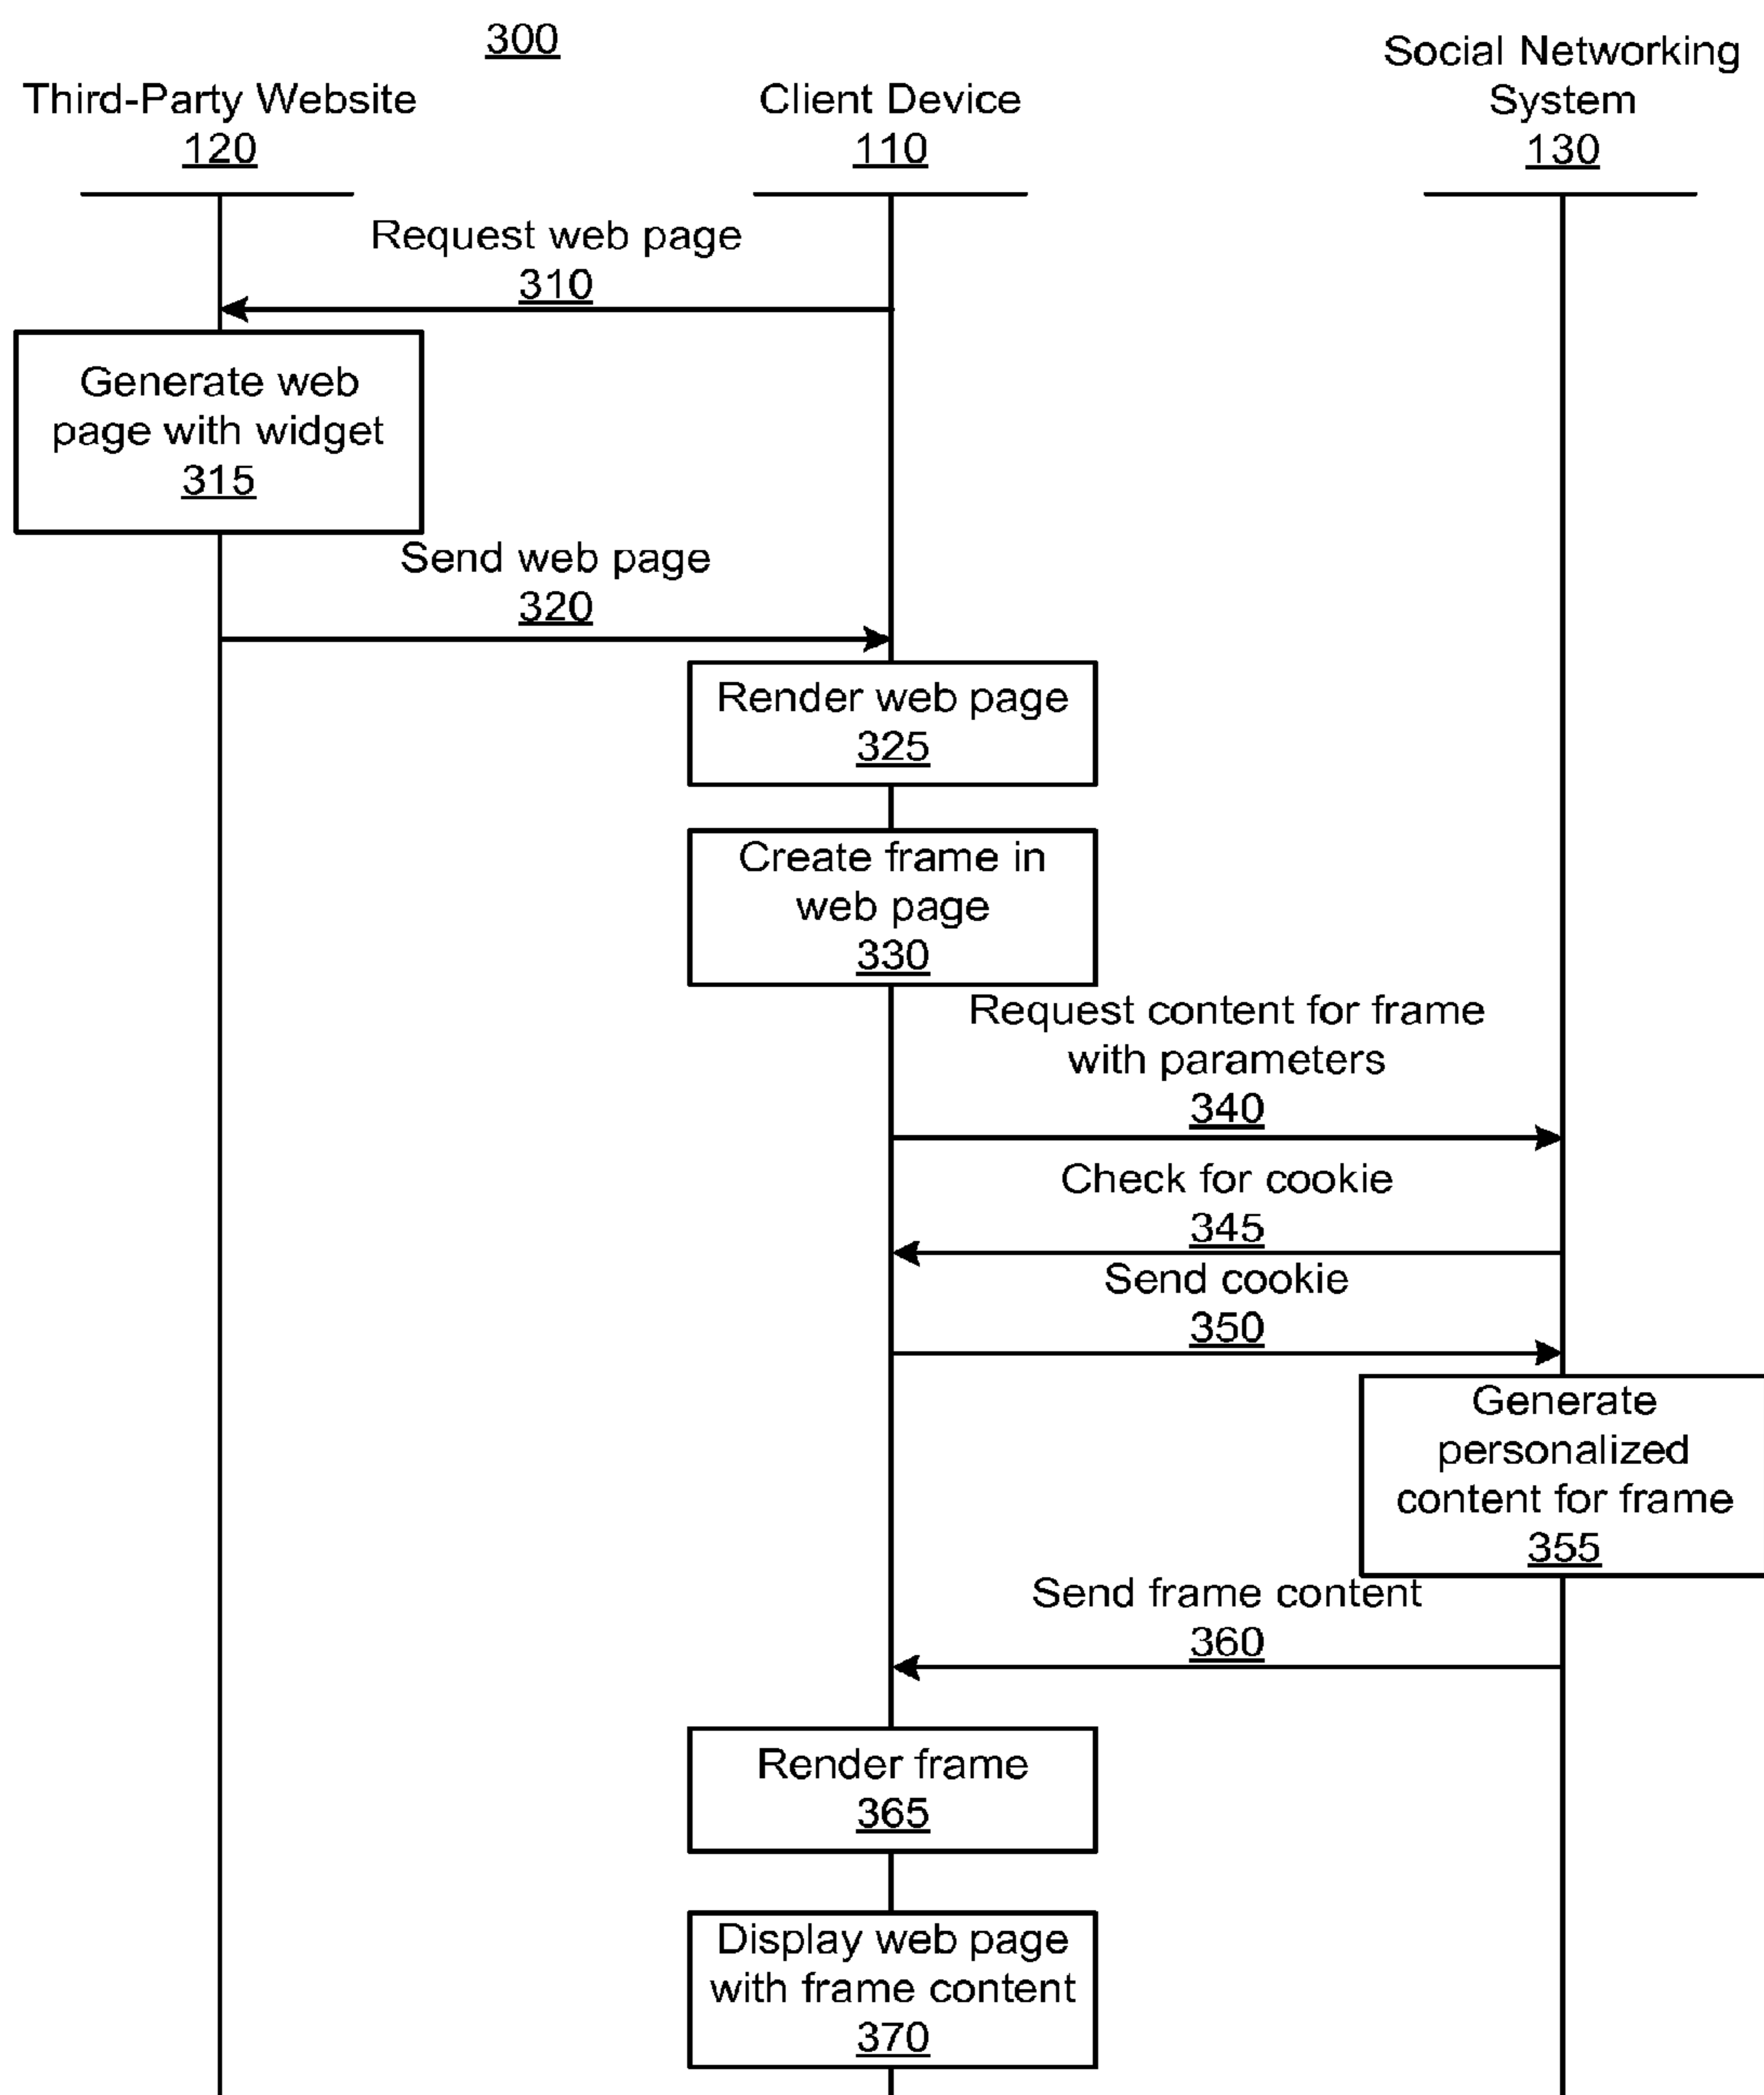 300
Third-Party Website
120
Client Device
110
Social Networking
System
130
Request web page
310
Generate web
page with widget
315
Send web page
320
Render web page
325
Create frame in
web page
330
Request content for frame
with parameters
340
Check for cookie
345
Send cookie
350
Generate
personalized
content for frame
355
Send frame content
360
Render frame
365
Display web page
with frame content
370